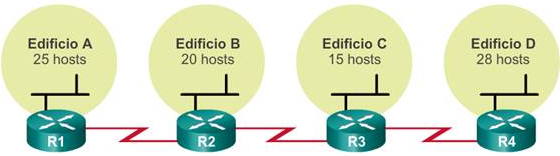 Edificio A
25 hosts
Edificio B
20 hosts
Edificio C
15 hosts
Edificio D
28 hosts
R1
R2
R3
R4